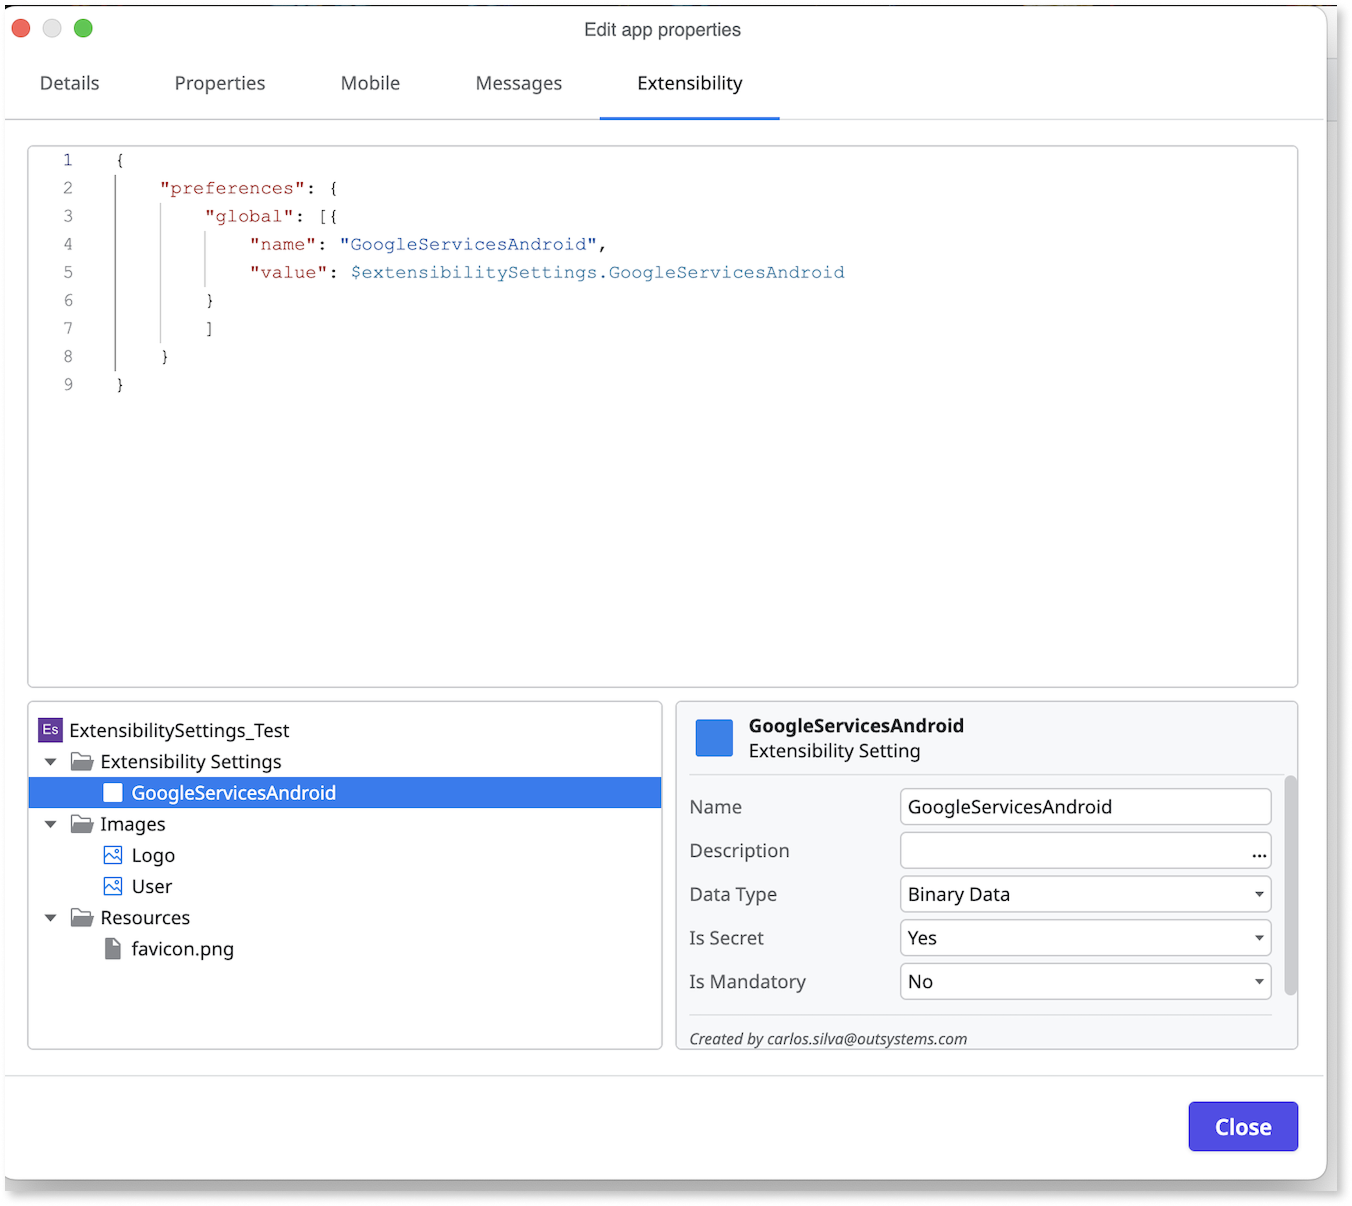 Edit app properties
Details Properties Mobile Messages Extensibility
1 {
2 "preferences": {
3 "global": [{
4 "name": "GoogleServicesAndroid",
5 "value": $extensibilitySettings.GoogleServicesAndroid
6 }
7 ]
8 }
9 }
Es ExtensibilitySettings_Test
Extensibility Settings
GoogleServicesAndroid
Images
Logo
User
Resources
favicon.png
GoogleServicesAndroid
Extensibility Setting
Name GoogleServicesAndroid
Description ...
Data Type Binary Data
Is Secret Yes
Is Mandatory No
Created by carlos.silva@outsystems.com
Close